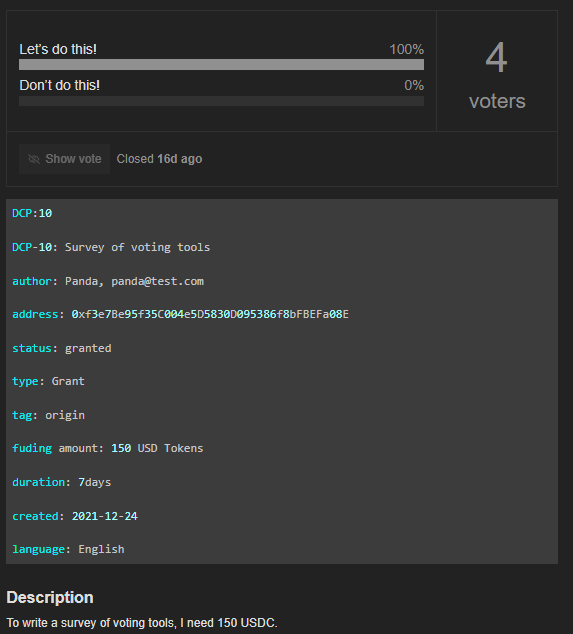 Let's do this!
100%
Don't do this!
0%
4
voters
Show vote
Closed 16d ago
DCP:10
DCP-10: Survey of voting tools
author: Panda, panda@test.com
address: 0xf3e7Be95f35C004e5D5830D095386f8bFBEFa08E
status: granted
type: Grant
tag: origin
fuding amount: 150 USD Tokens
duration: 7days
created: 2021-12-24
language: English
Description
To write a survey of voting tools, I need 150 USDC.